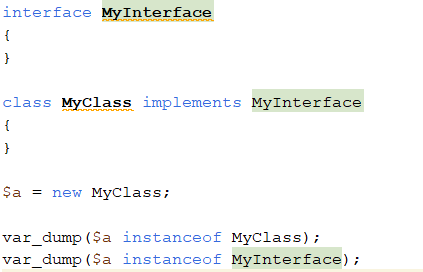 interface MyInterface
{
}
class MyClass implements MyInterface
{
}
$a = new MyClass;
var_dump($a instanceof MyClass);
var_dump($a instanceof MyInterface);